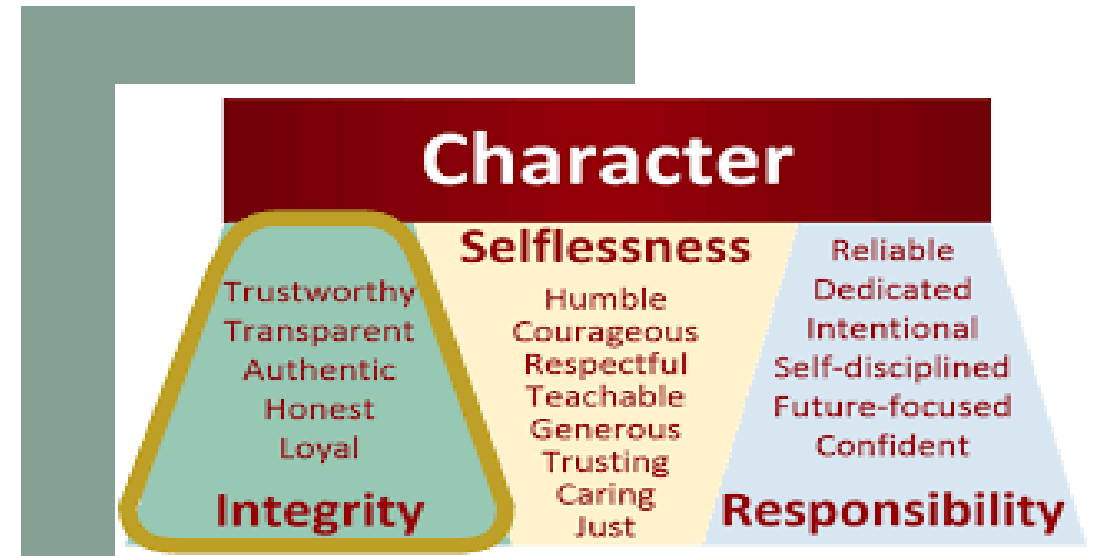 Character
Trustworthy
Transparent
Authentic
Honest
Loyal
Integrity
Selflessness
Humble
Courageous
Respectful
Teachable
Generous
Trusting
Caring
Just
Reliable
Dedicated
Intentional
Self-disciplined
Future-focused
Confident
Responsibility